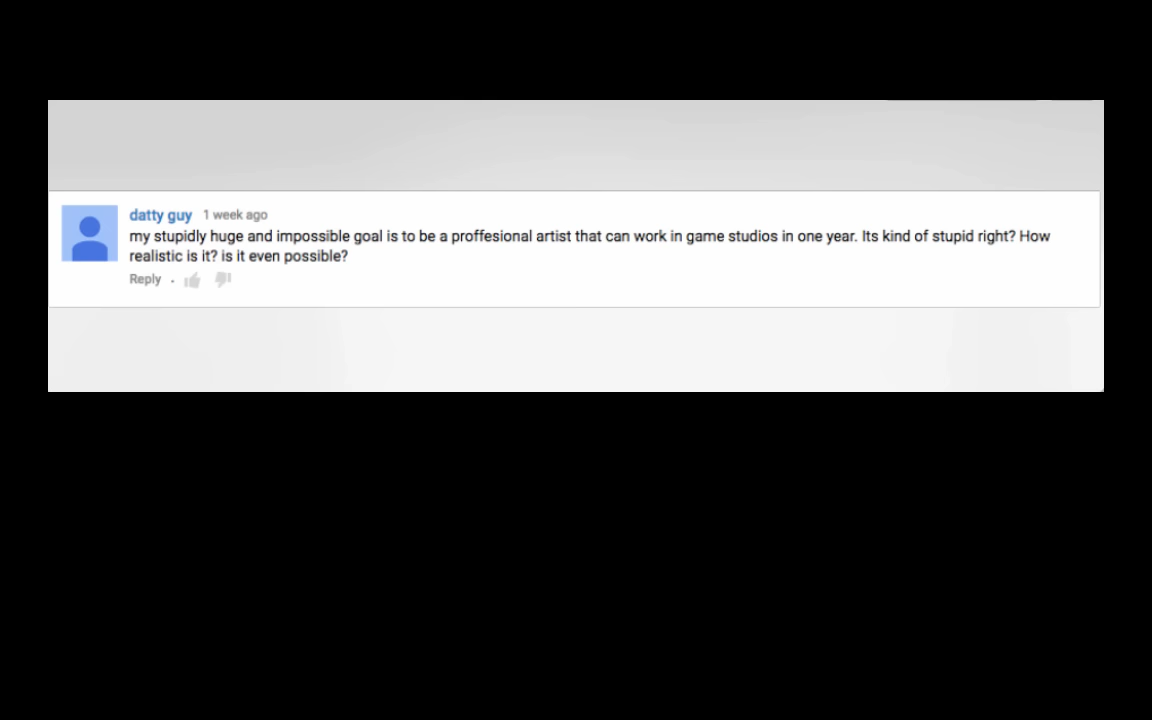 datty guy 1 week ago
my stupidly huge and impossible goal is to be a proffesional artist that can work in game studios in one year. Its kind of stupid right? How
realistic is it? is it even possible?
Reply .